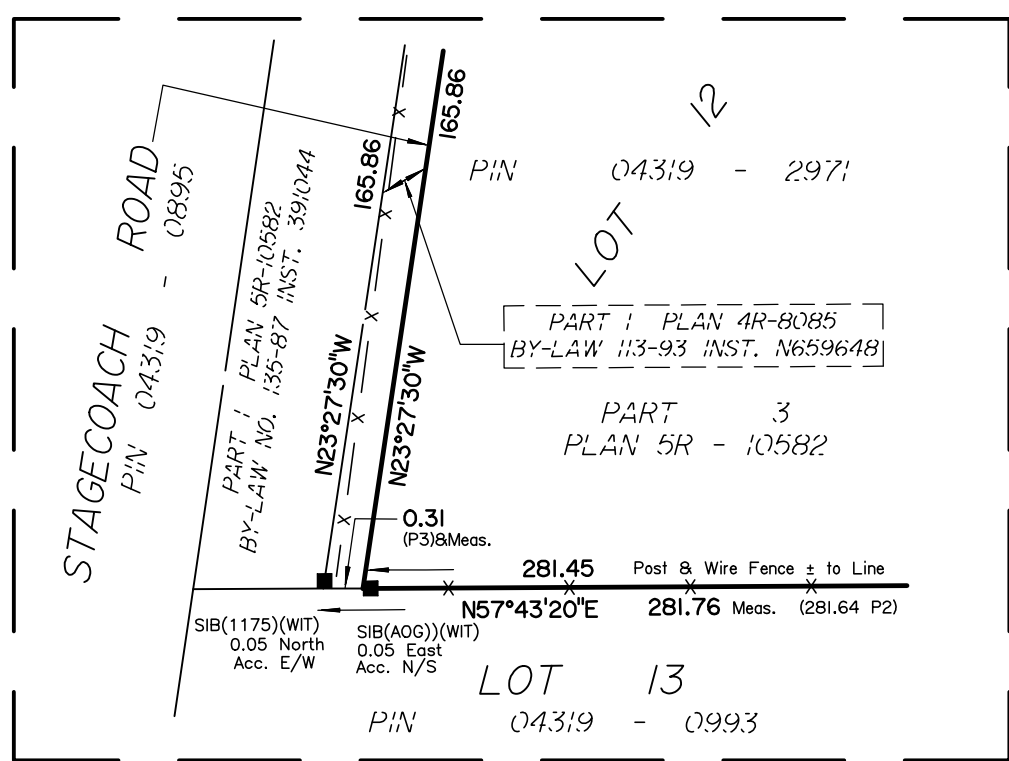 STAGECOACH ROAD
PIN 04319 - 0895
PART 1 PLAN 5R-10582
BY-LAW NO. 135-87 INST. 391044
165.86
165.86
N23°27'30"W
N23°27'30"W
LOT 12
PIN 04319 - 2971
PART 1 PLAN 4R-8085
BY-LAW 113-93 INST. N659648
PART 3
PLAN 5R - 10582
0.31
(P3)&Meas.
281.45 Post & Wire Fence ± to Line
N57°43'20"E 281.76 Meas. (281.64 P2)
SIB(1175)(WIT)
0.05 North
Acc. E/W
SIB(AOG))(WIT)
0.05 East
Acc. N/S
LOT 13
PIN 04319 - 0993